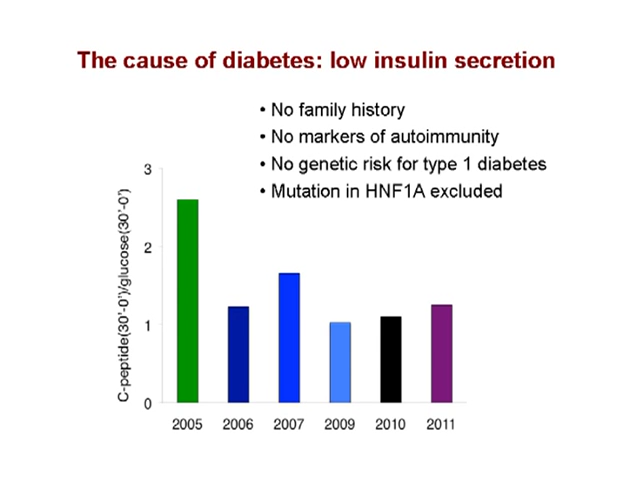 The cause of diabetes: low insulin secretion
• No family history
• No markers of autoimmunity
• No genetic risk for type 1 diabetes
• Mutation in HNF1A excluded
C-peptide(30'-0')/glucose(30'-0')
3
2
1
0
2005 2006 2007 2009 2010 2011